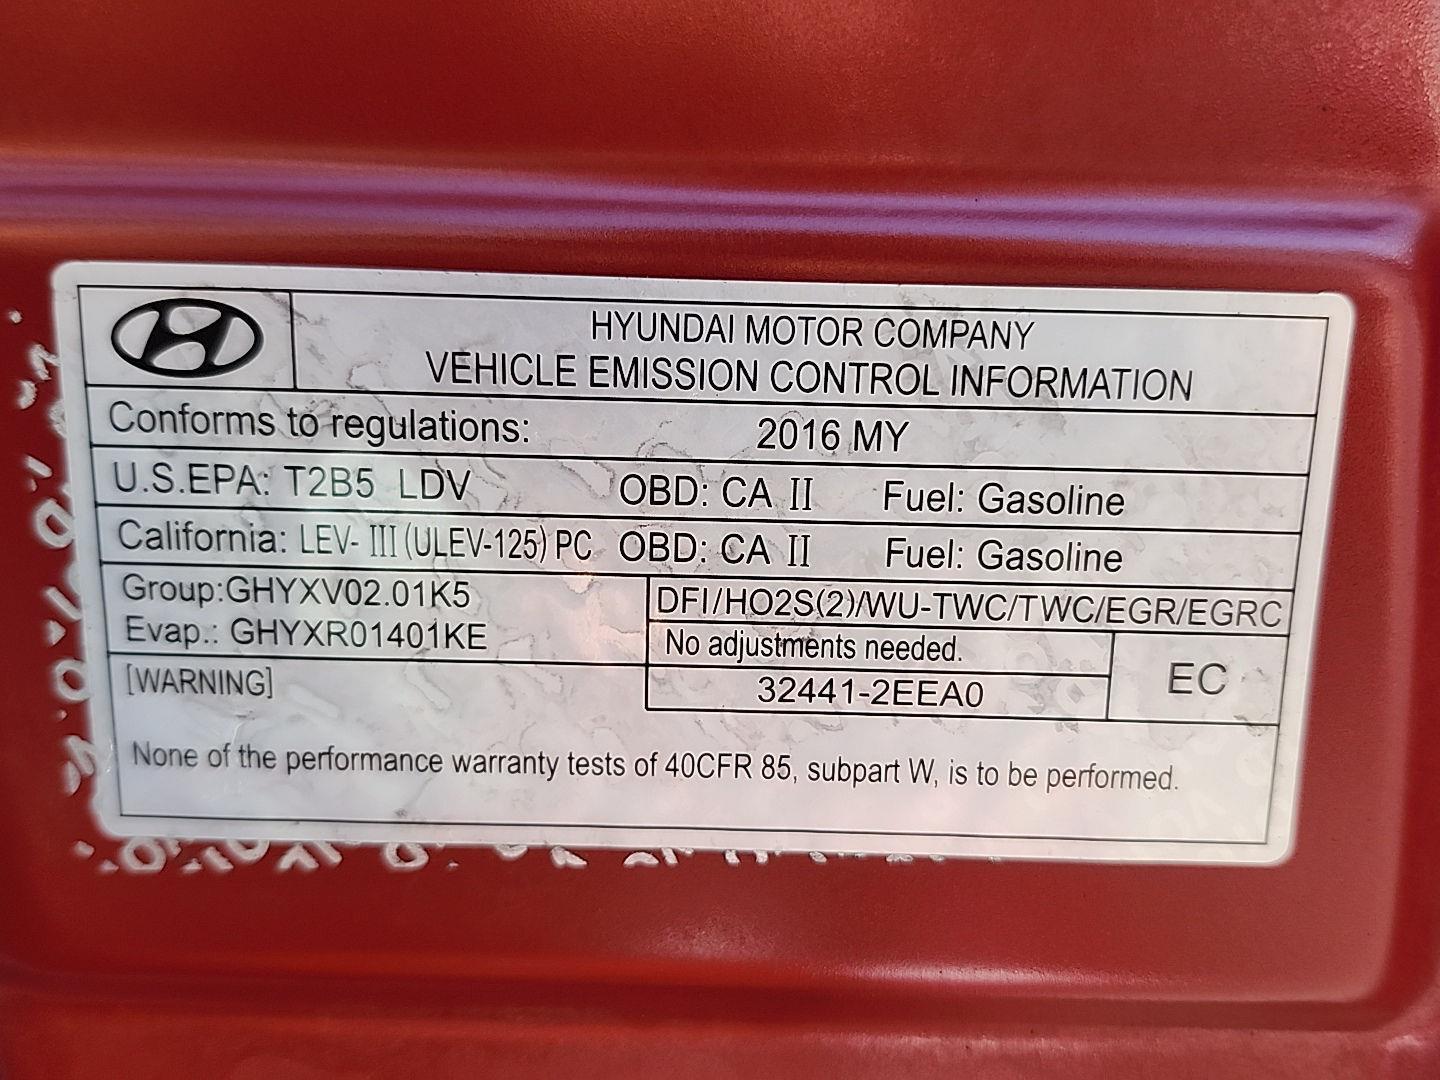 HYUNDAI MOTOR COMPANY
VEHICLE EMISSION CONTROL INFORMATION
Conforms to regulations: 2016 MY
U.S.EPA: T2B5 LDV OBD: CA II Fuel: Gasoline
California: LEV- III (ULEV-125) PC OBD: CA II Fuel: Gasoline
Group:GHYXV02.01K5
Evap.: GHYXR01401KE
DFI/HO2S(2)/WU-TWC/TWC/EGR/EGRC
No adjustments needed.
32441-2EEA0
EC
[WARNING]
None of the performance warranty tests of 40CFR 85, subpart W, is to be performed.